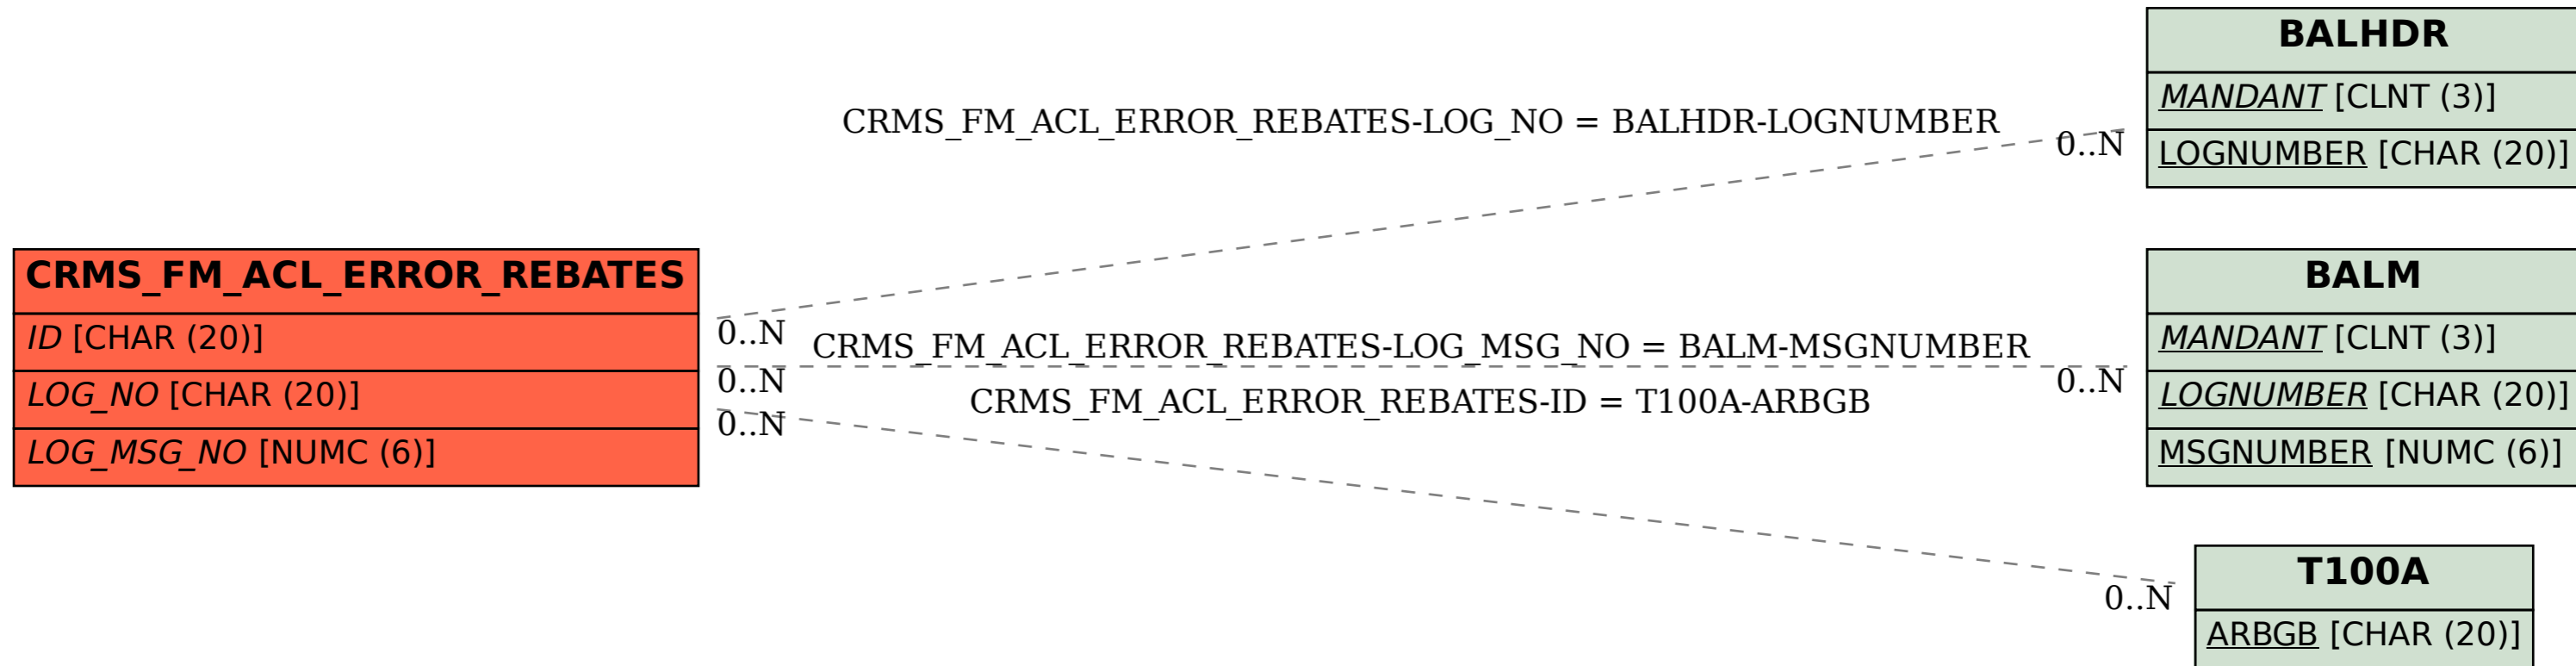 BALHDR
MANDANT [CLNT (3)]
LOGNUMBER [CHAR (20)]
CRMS_FM_ACL_ERROR_REBATES-LOG_NO = BALHDR-LOGNUMBER
0..N
CRMS_FM_ACL_ERROR_REBATES
ID [CHAR (20)]
LOG_NO [CHAR (20)]
LOG_MSG_NO [NUMC (6)]
0..N
CRMS_FM_ACL_ERROR_REBATES-LOG_MSG_NO = BALM-MSGNUMBER
0..N
0..N
CRMS_FM_ACL_ERROR_REBATES-ID = T100A-ARBGB
0..N
BALM
MANDANT [CLNT (3)]
LOGNUMBER [CHAR (20)]
MSGNUMBER [NUMC (6)]
0..N
T100A
ARBGB [CHAR (20)]